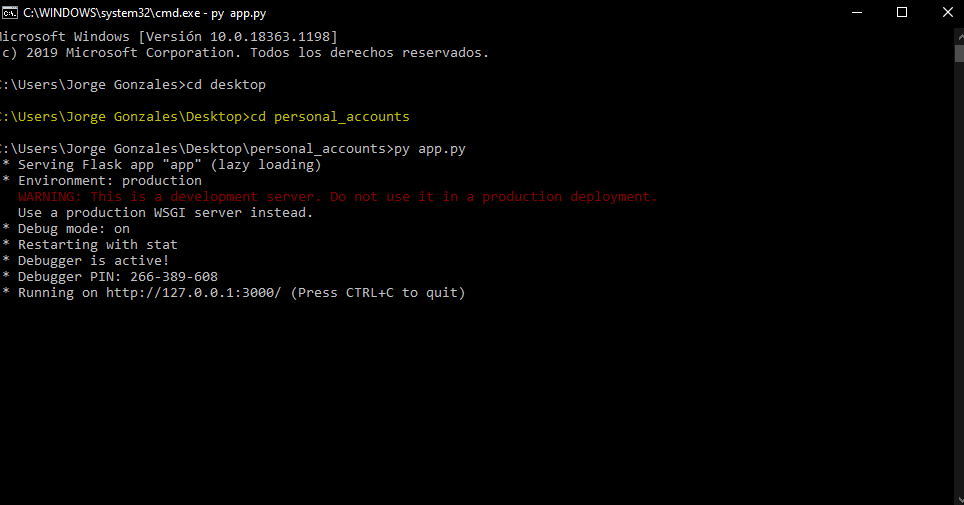 C:\WINDOWS\system32\cmd.exe - py app.py
icrosoft Windows [Versión 10.0.18363.1198]
c) 2019 Microsoft Corporation. Todos los derechos reservados.
:\Users\Jorge Gonzales>cd desktop
:\Users\Jorge Gonzales\Desktop>cd personal_accounts
:\Users\Jorge Gonzales\Desktop\personal_accounts>py app.py
* Serving Flask app "app" (lazy loading)
* Environment: production
WARNING: This is a development server. Do not use it in a production deployment.
Use a production WSGI server instead.
* Debug mode: on
* Restarting with stat
* Debugger is active!
* Debugger PIN: 266-389-608
* Running on http://127.0.0.1:3000/ (Press CTRL+C to quit)